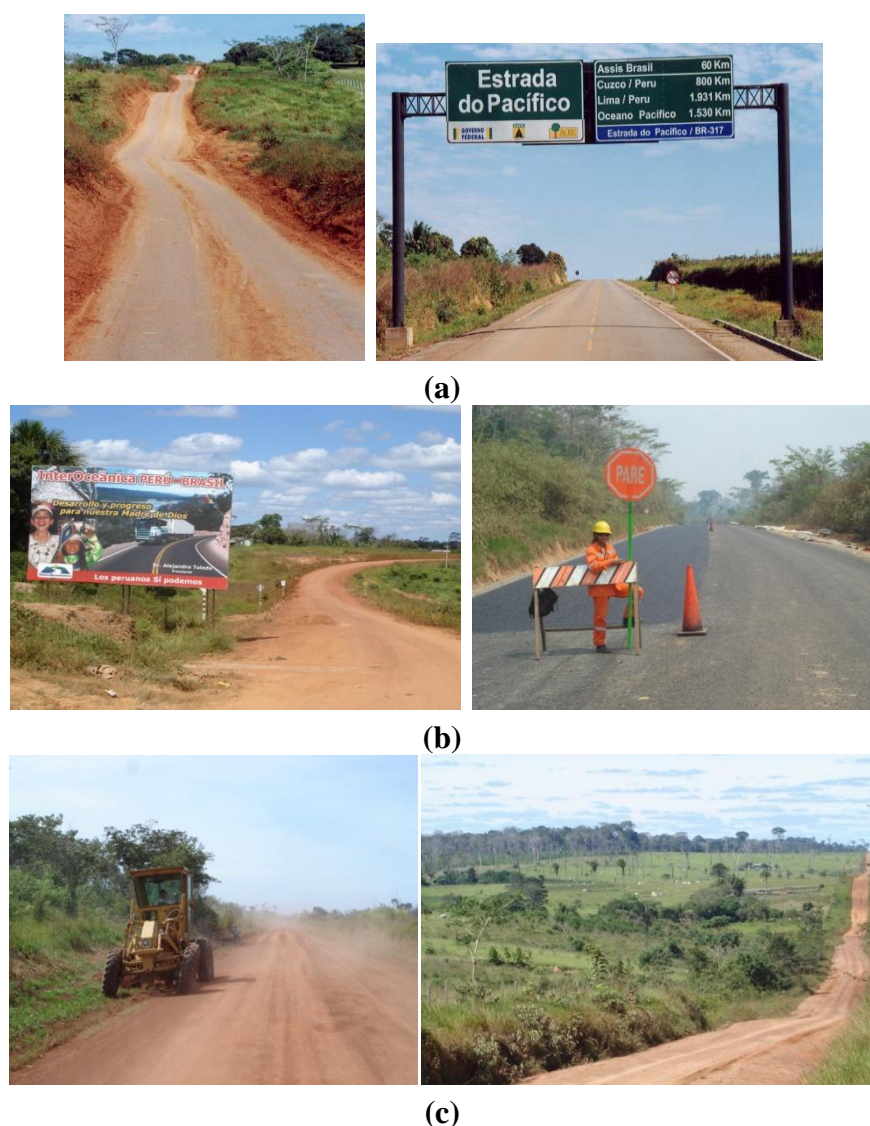 Estrada
do Pacífico
GOVERNO
FEDERAL
Assis Brasil 60 Km
Cuzco / Peru 800 Km
Lima / Peru 1.931 Km
Oceano Pacífico 1.530 Km
Estrada do Pacífico / BR-317
(a)
InterOceánica PERÚ - BRASIL
Desarrollo y progreso
para nuestra Madre de Dios
Dr. Alejandro Toledo
Presidente
Los peruanos Sí podemos
PARE
(b)
(c)